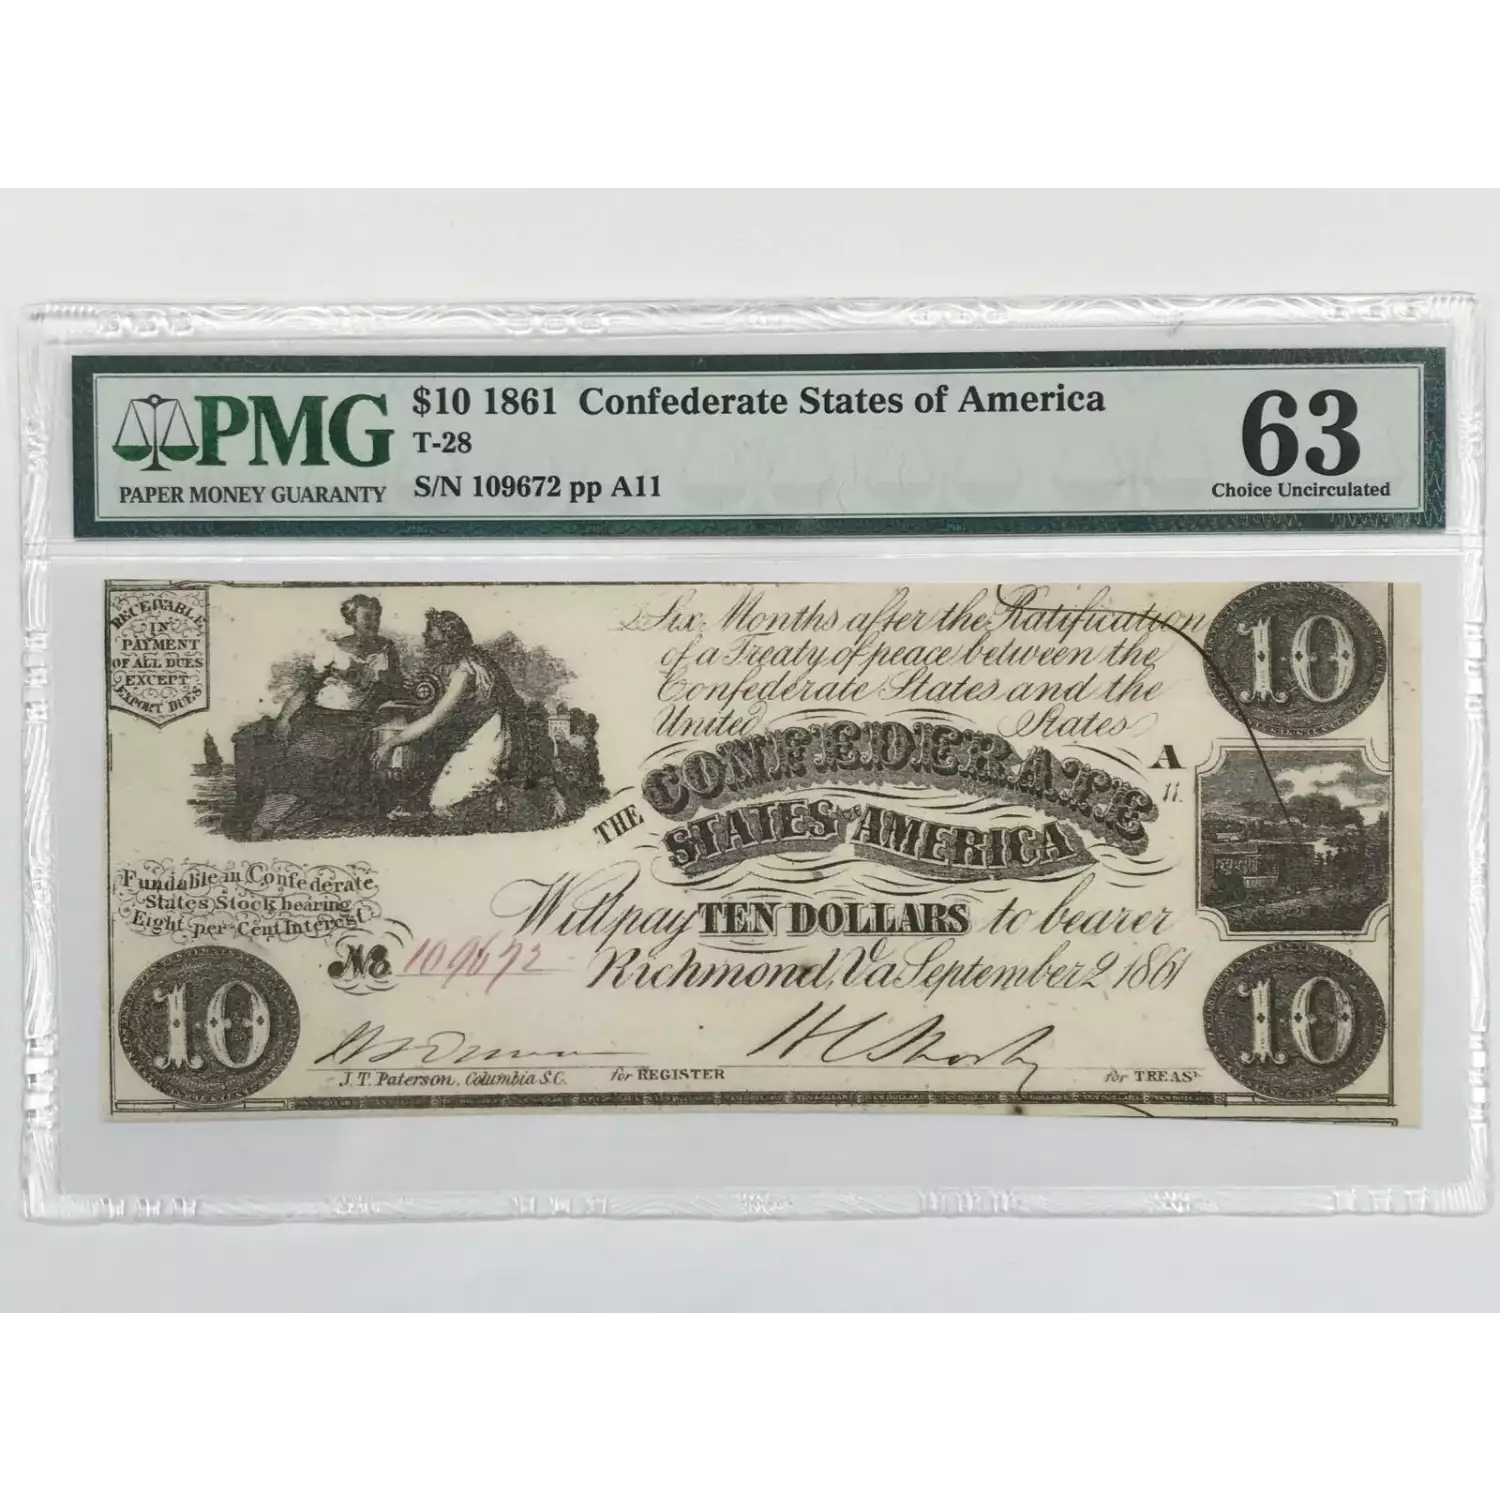 PMG
PAPER MONEY GUARANTY
$10 1861 Confederate States of America
T-28
S/N 109672 pp A11
63
Choice Uncirculated
RECEIVABLE
IN
PAYMENT
OF ALL DUES
EXCEPT
EXPORT DUES
Six Months after the Ratification
of a Treaty of peace between the
Confederate States and the
United States
10
THE CONFEDERATE
STATES OF AMERICA
A
11.
Fundable in Confederate
States Stock bearing
Eight per Cent Interest
Will pay TEN DOLLARS to bearer
No 109672
Richmond, Va September 2 1861
10
10
J. T. Paterson, Columbia S.C.
for REGISTER
for TREASr